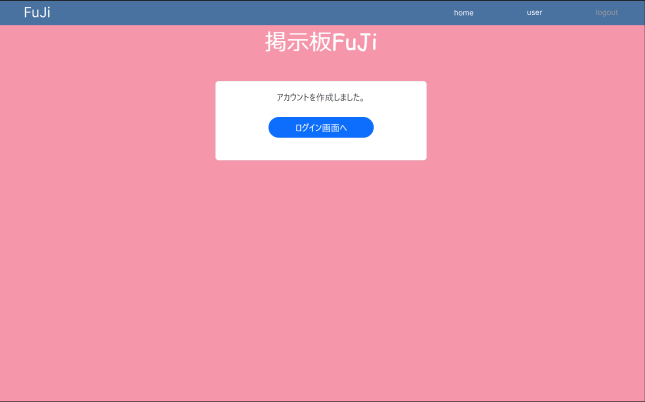 FuJi
home
user
logout
掲示板FuJi
アカウントを作成しました。
ログイン画面へ